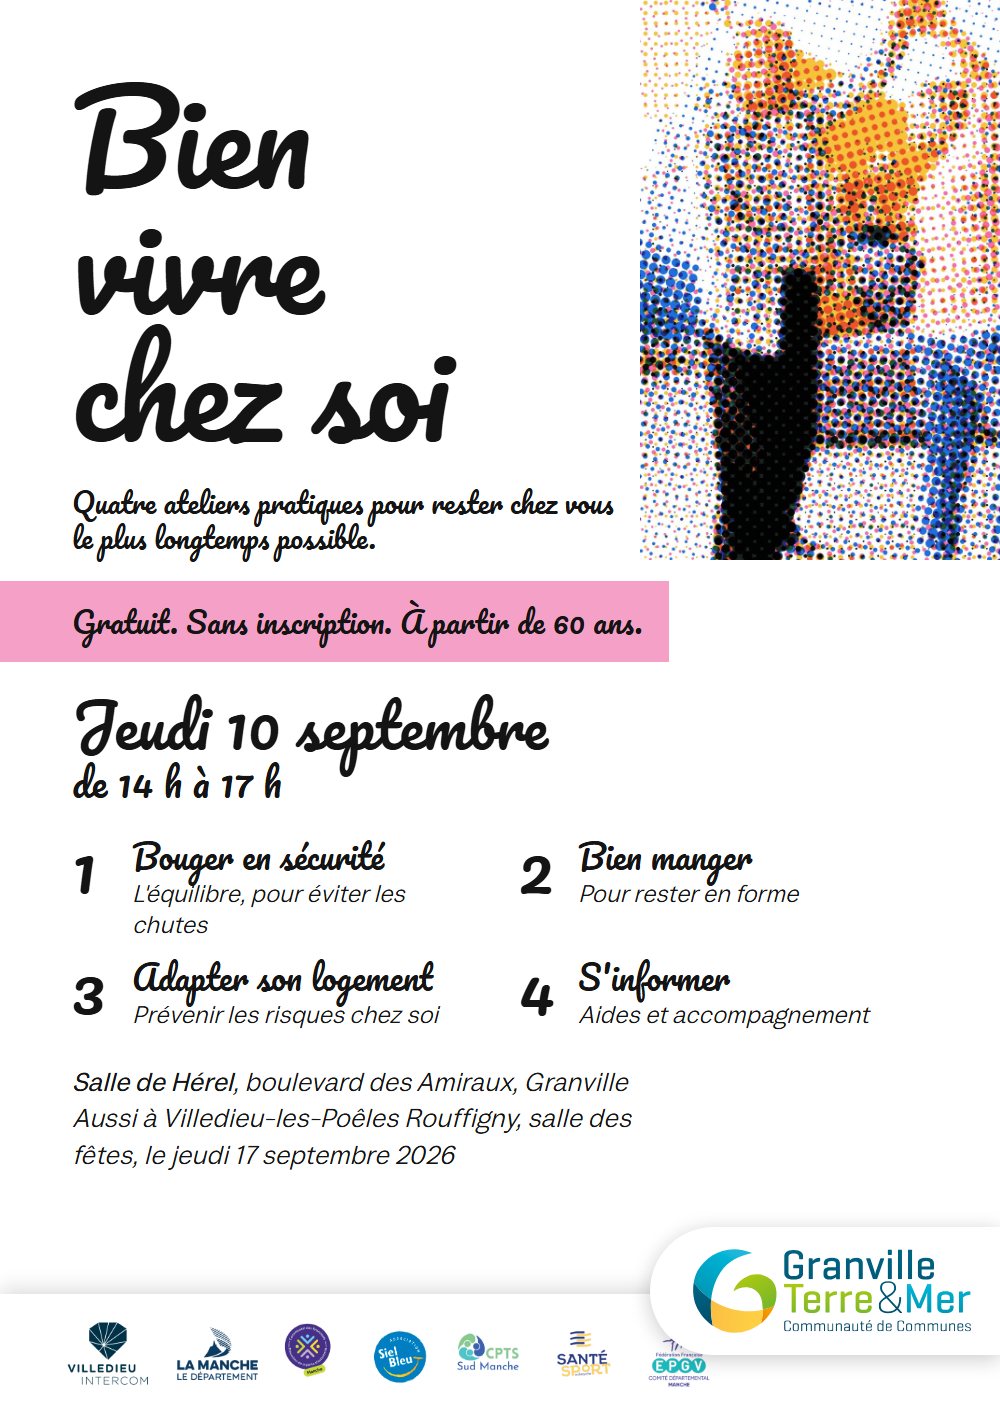 Bien
vivre
chez soi
Quatre ateliers pratiques pour rester chez vous
le plus longtemps possible.
Gratuit. Sans inscription. À partir de 60 ans.
Jeudi 10 septembre
de 14 h à 17 h
1 Bouger en sécurité
L'équilibre, pour éviter les
chutes
2 Bien manger
Pour rester en forme
3 Adapter son logement
Prévenir les risques chez soi
4 S'informer
Aides et accompagnement
Salle de Hérel, boulevard des Amiraux, Granville
Aussi à Villedieu-les-Poêles Rouffigny, salle des
fêtes, le jeudi 17 septembre 2026
Granville
Terre&Mer
Communauté de Communes
VILLEDIEU
INTERCOM
LA MANCHE
LE DÉPARTEMENT
Manche
ASSOCIATION
Siel
Bleu
CPTS
Sud Manche
SANTÉ
SPORT
Fédération Française
EPGV
COMITÉ DÉPARTEMENTAL
MANCHE